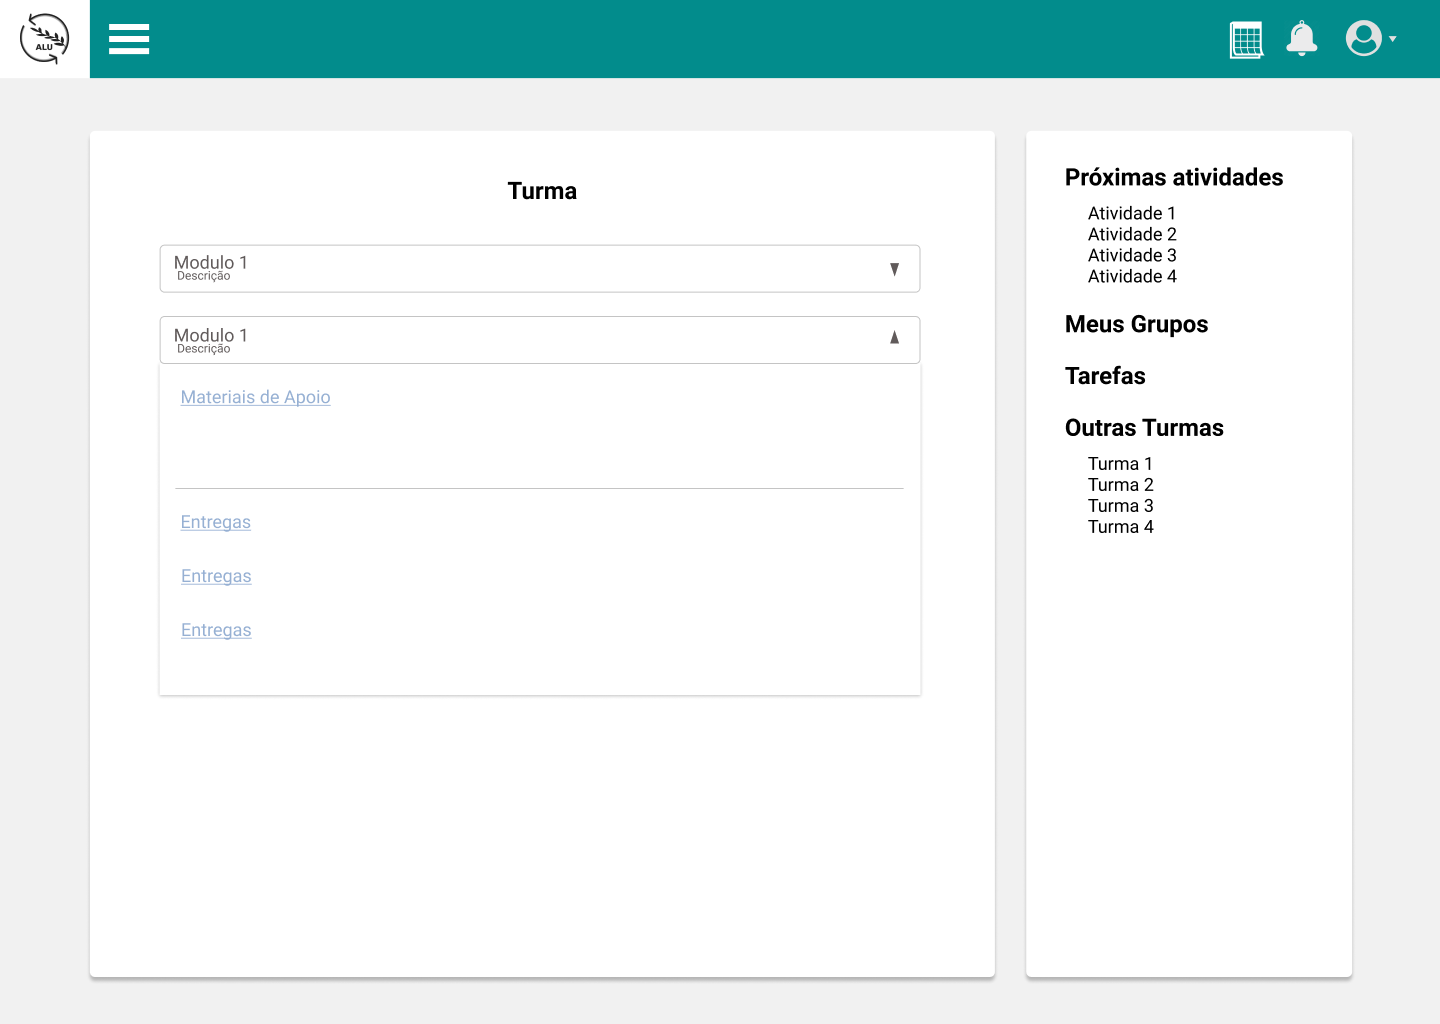 ALU
Turma
Modulo 1
Descrição
Modulo 1
Descrição
Materiais de Apoio
Entregas
Entregas
Entregas
Próximas atividades
Atividade 1
Atividade 2
Atividade 3
Atividade 4
Meus Grupos
Tarefas
Outras Turmas
Turma 1
Turma 2
Turma 3
Turma 4